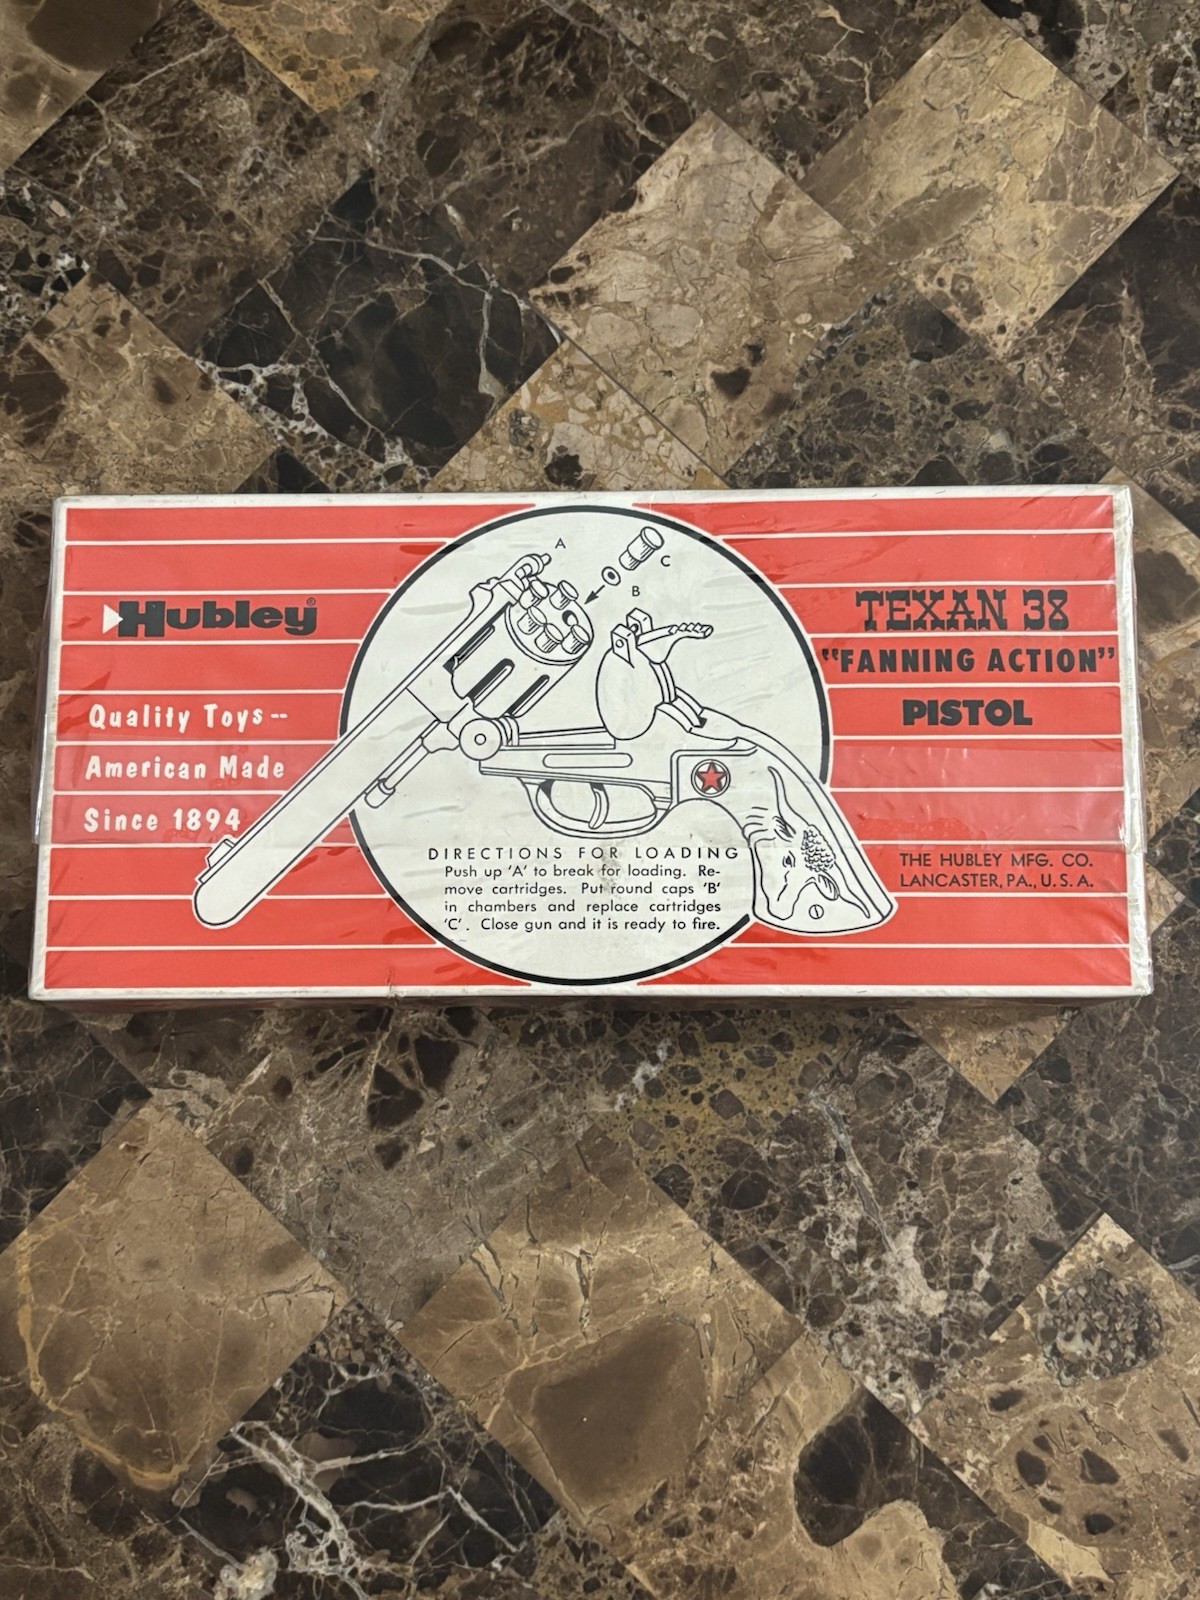 Hubley®
Quality Toys--
American Made
Since 1894
A
C
B
TEXAN 38
"FANNING ACTION"
PISTOL
DIRECTIONS FOR LOADING
Push up 'A' to break for loading. Re-
move cartridges. Put round caps 'B'
in chambers and replace cartridges
'C'. Close gun and it is ready to fire.
THE HUBLEY MFG. CO.
LANCASTER, PA., U.S.A.